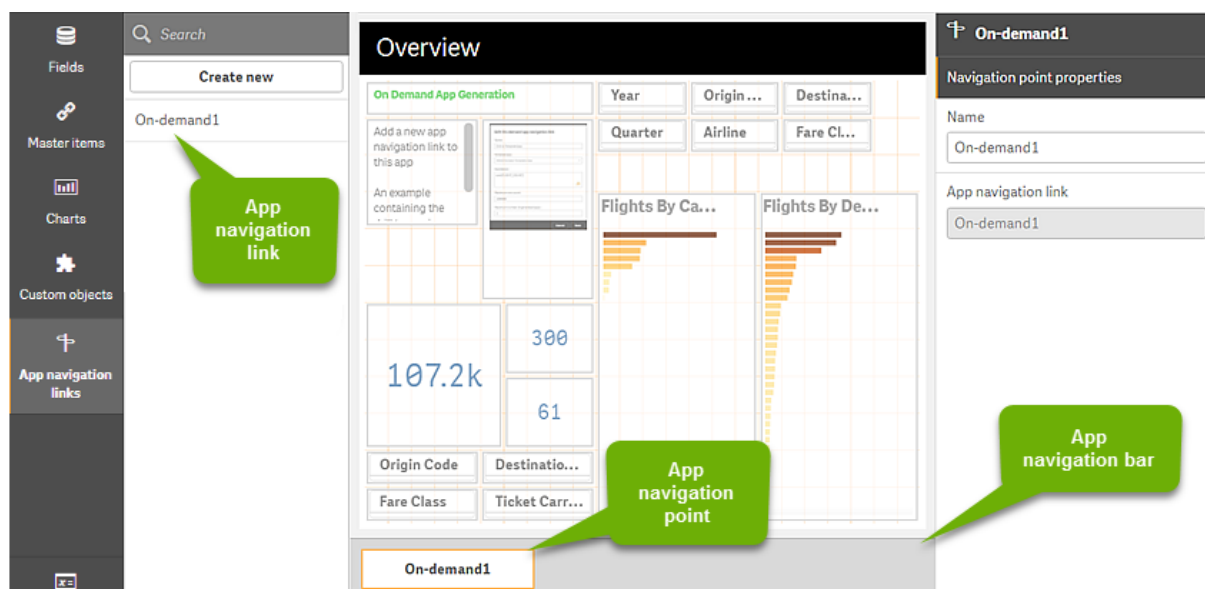 Fields
Master items
Charts
Custom objects
App navigation
links
Search
Create new
On-demand1
App
navigation
link
Overview
On Demand App Generation
Add a new app
navigation link to
this app
An example
containing the
Year
Origin ...
Destina...
Quarter
Airline
Fare Cl...
Flights By Ca...
Flights By De...
107.2k
300
61
Origin Code
Destinatio...
Fare Class
Ticket Carr...
App
navigation
point
On-demand1
App
navigation bar
On-demand1
Navigation point properties
Name
On-demand1
App navigation link
On-demand1